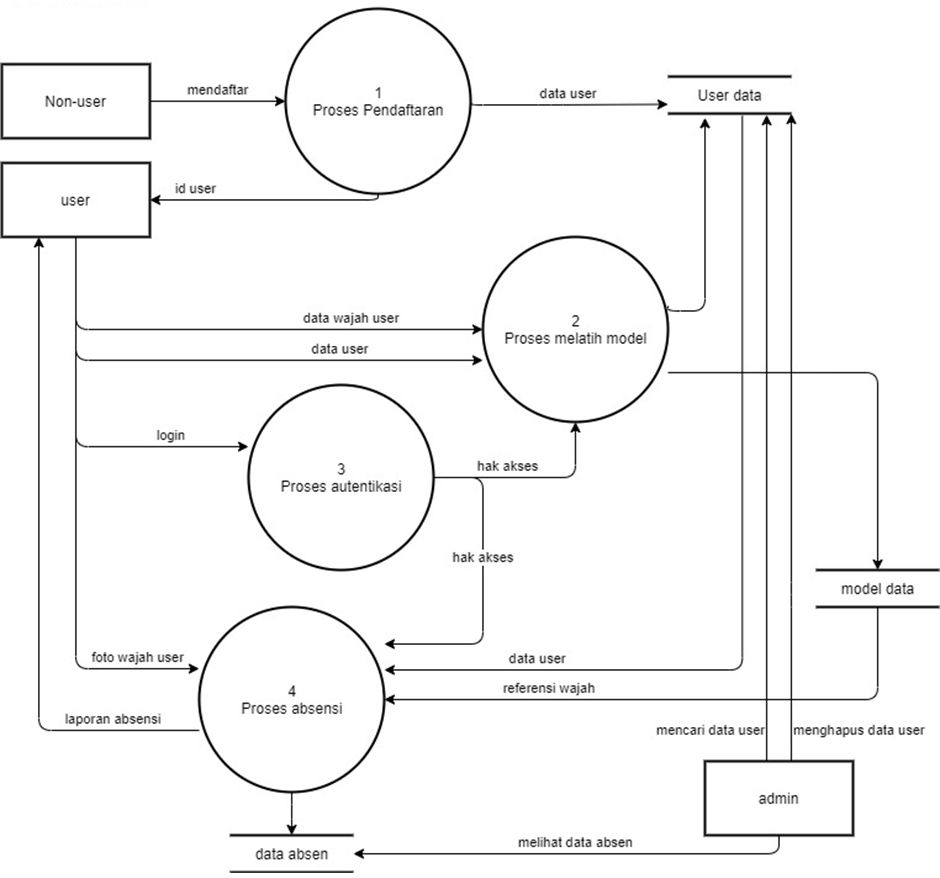 mendaftar
1
Proses Pendaftaran
data user
User data
Non-user
id user
user
data wajah user
data user
2
Proses melatih model
login
3
Proses autentikasi
hak akses
hak akses
model data
foto wajah user
data user
referensi wajah
4
Proses absensi
laporan absensi
mencari data user
menghapus data user
admin
melihat data absen
data absen